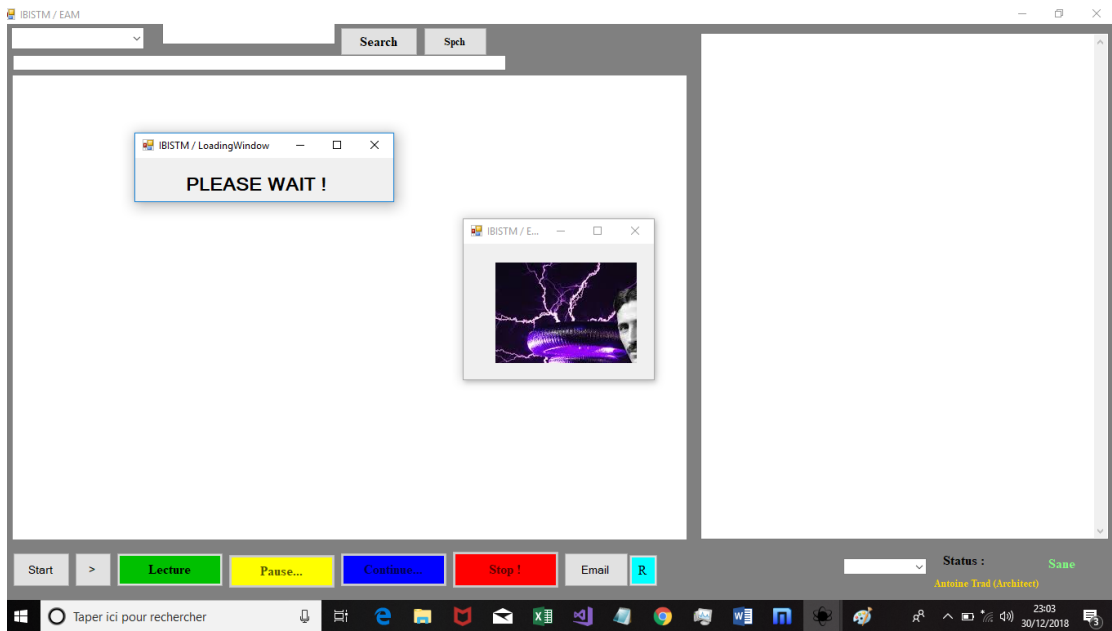 IBISTM / EAM
Search
Spch
IBISTM / LoadingWindow
PLEASE WAIT !
IBISTM / E...
Start
>
Lecture
Pause...
Continue...
Stop !
Email
R
Status :
Sane
Antoine Trad (Architect)
Taper ici pour rechercher
23:03
30/12/2018
3